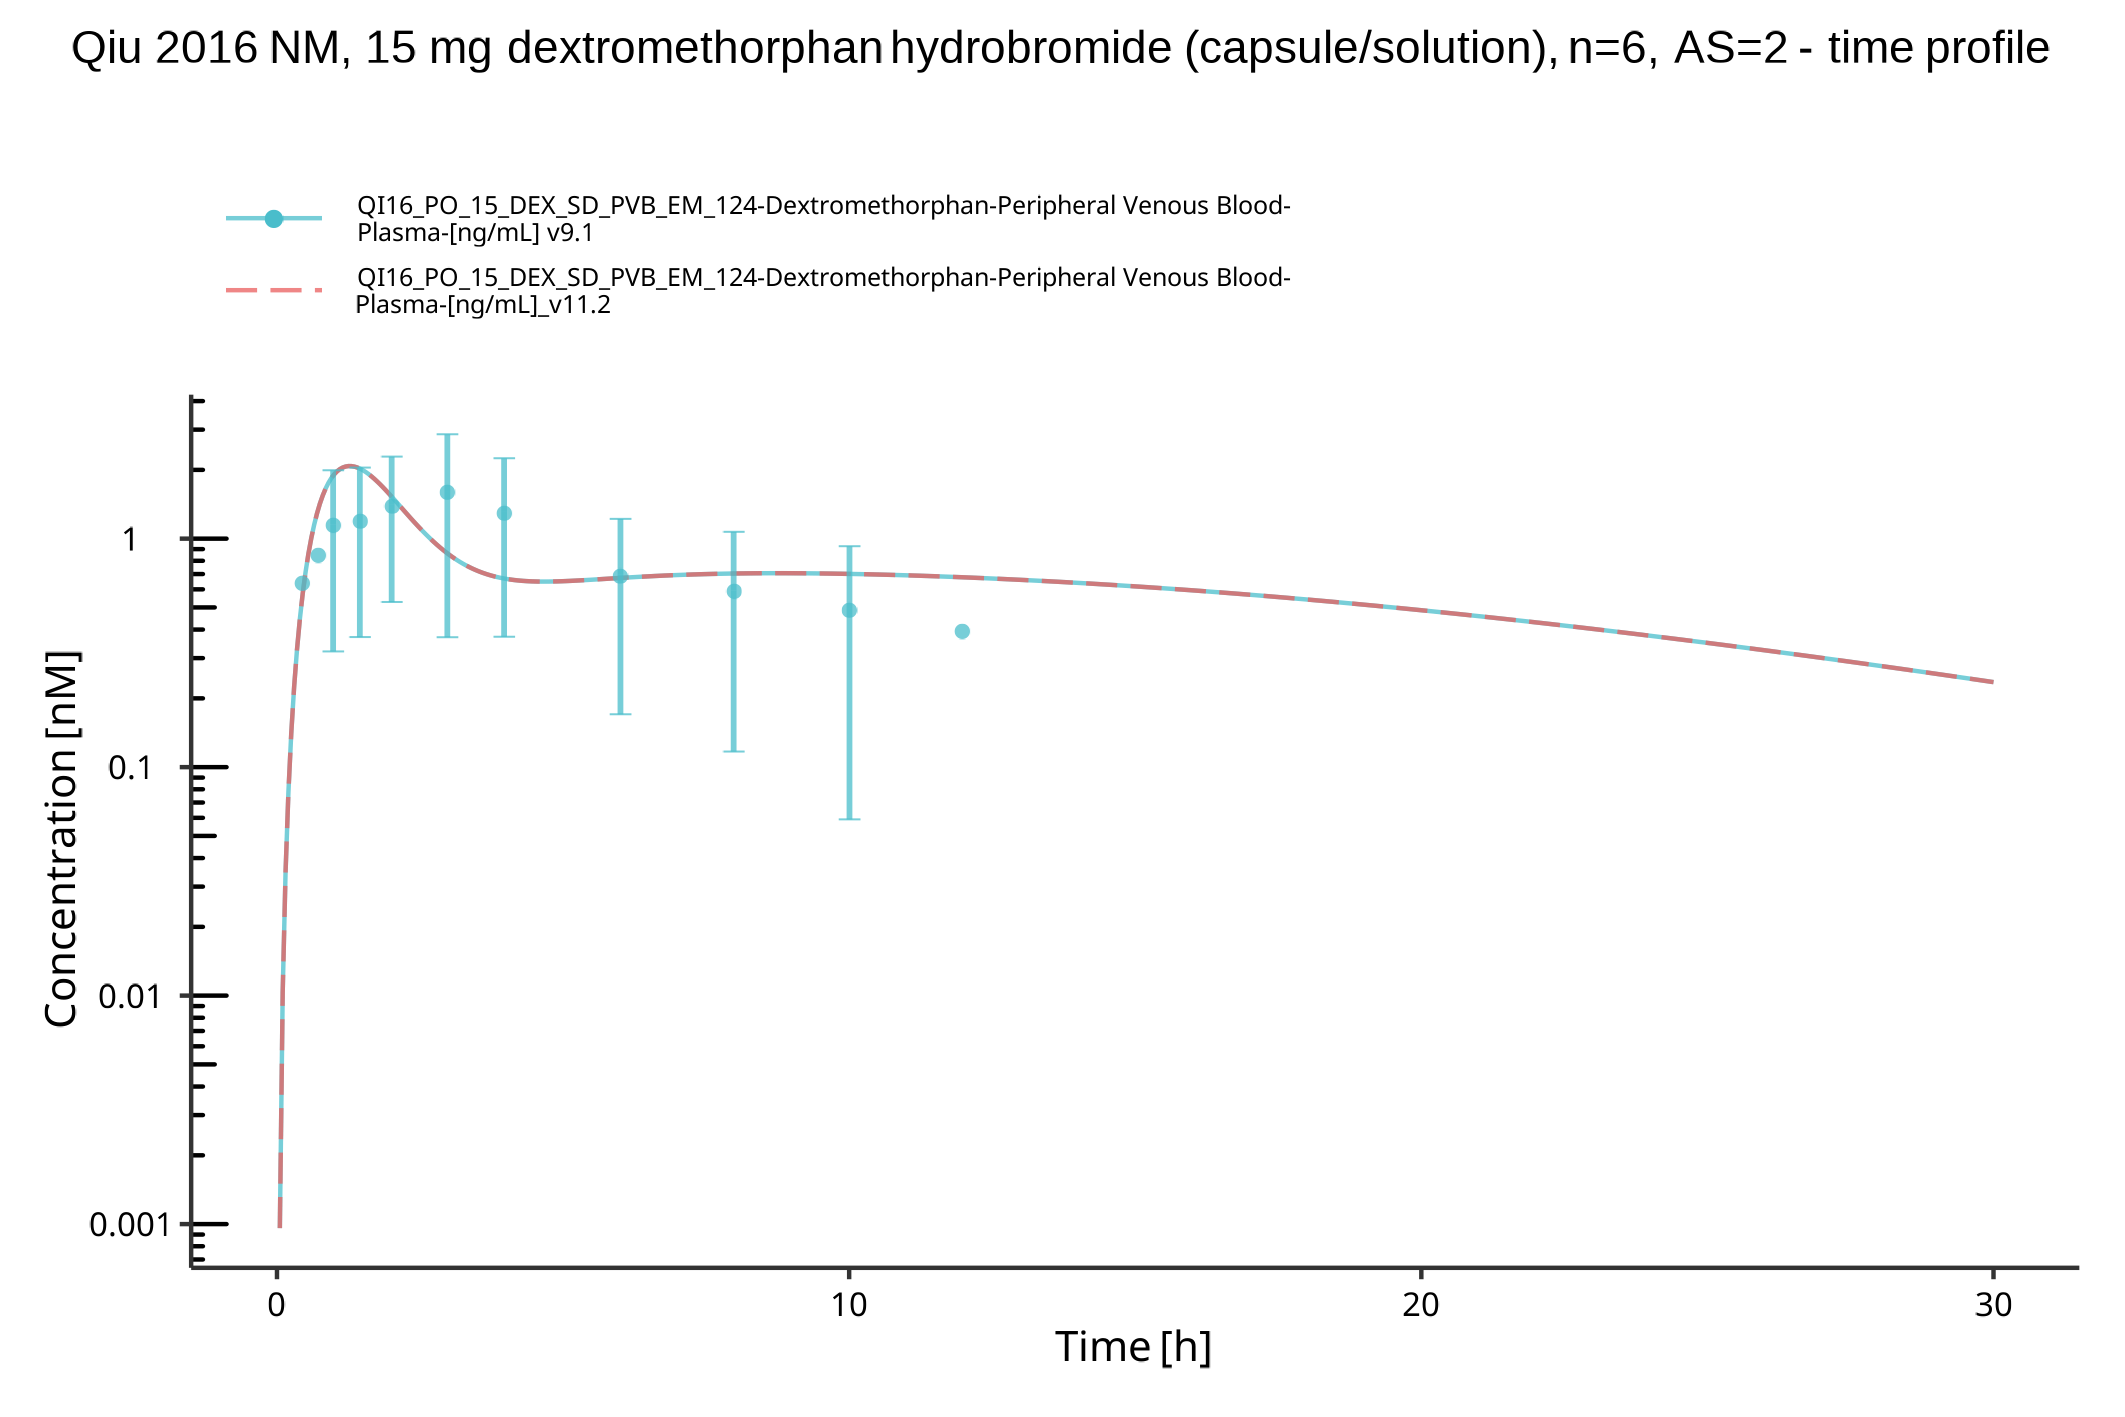 Qiu 2016 NM, 15 mg dextromethorphan hydrobromide (capsule/solution), n=6, AS=2 - time profile
QI16_PO_15_DEX_SD_PVB_EM_124-Dextromethorphan-Peripheral Venous Blood-
Plasma-[ng/mL] v9.1
QI16_PO_15_DEX_SD_PVB_EM_124-Dextromethorphan-Peripheral Venous Blood-
Plasma-[ng/mL]_v11.2
Concentration [nM]
1
0.1
0.01
0.001
0
10
20
30
Time [h]